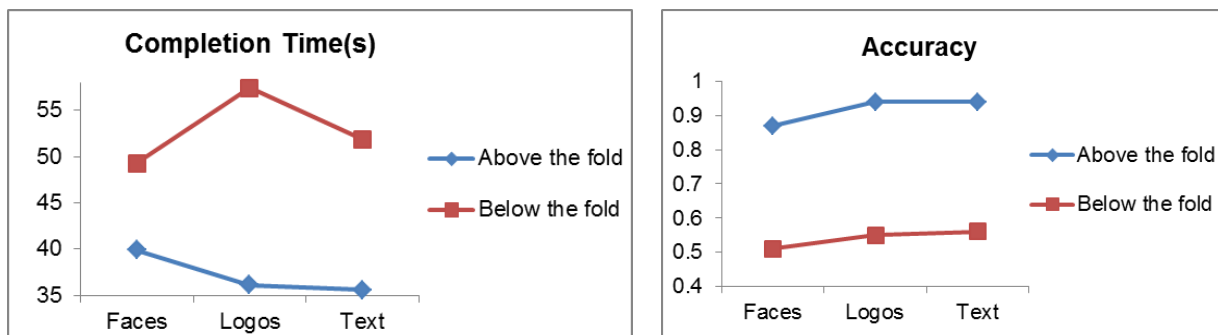 Completion Time(s)
55
50
45
40
35
Faces Logos Text
Above the fold
Below the fold
Accuracy
1
0.9
0.8
0.7
0.6
0.5
0.4
Faces Logos Text
Above the fold
Below the fold